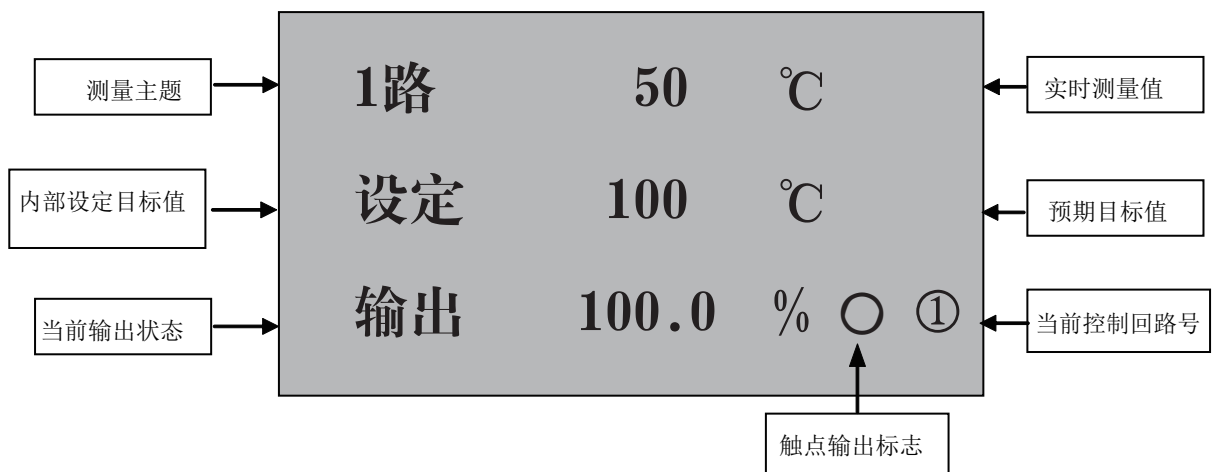 测量主题
1路 50 ℃
实时测量值
内部设定目标值
设定 100 ℃
预期目标值
当前输出状态
输出 100.0 % ○ ①
当前控制回路号
触点输出标志